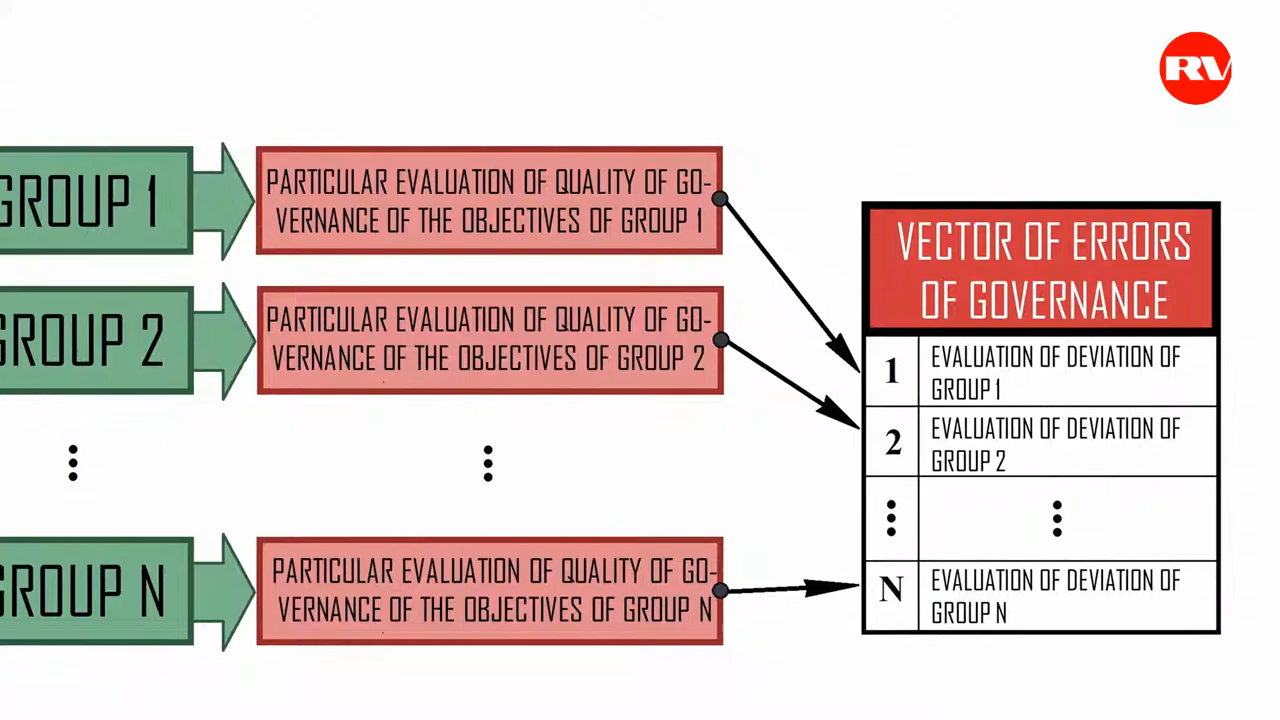 RV
GROUP 1
PARTICULAR EVALUATION OF QUALITY OF GO-
VERNANCE OF THE OBJECTIVES OF GROUP 1
GROUP 2
PARTICULAR EVALUATION OF QUALITY OF GO-
VERNANCE OF THE OBJECTIVES OF GROUP 2
GROUP N
PARTICULAR EVALUATION OF QUALITY OF GO-
VERNANCE OF THE OBJECTIVES OF GROUP N
VECTOR OF ERRORS
OF GOVERNANCE
1
EVALUATION OF DEVIATION OF
GROUP 1
2
EVALUATION OF DEVIATION OF
GROUP 2
N
EVALUATION OF DEVIATION OF
GROUP N